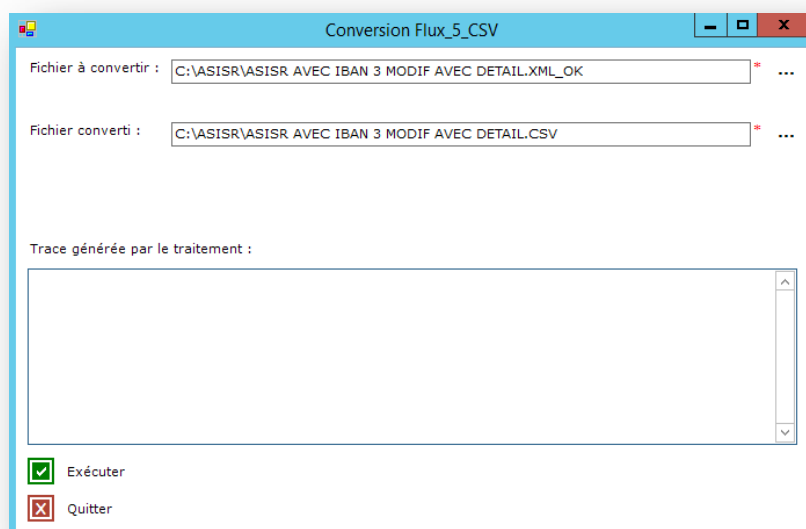 Conversion Flux_5_CSV
Fichier à convertir : C:\ASISR\ASISR AVEC IBAN 3 MODIF AVEC DETAIL.XML_OK * ...
Fichier converti : C:\ASISR\ASISR AVEC IBAN 3 MODIF AVEC DETAIL.CSV * ...
Trace générée par le traitement :
Exécuter
Quitter